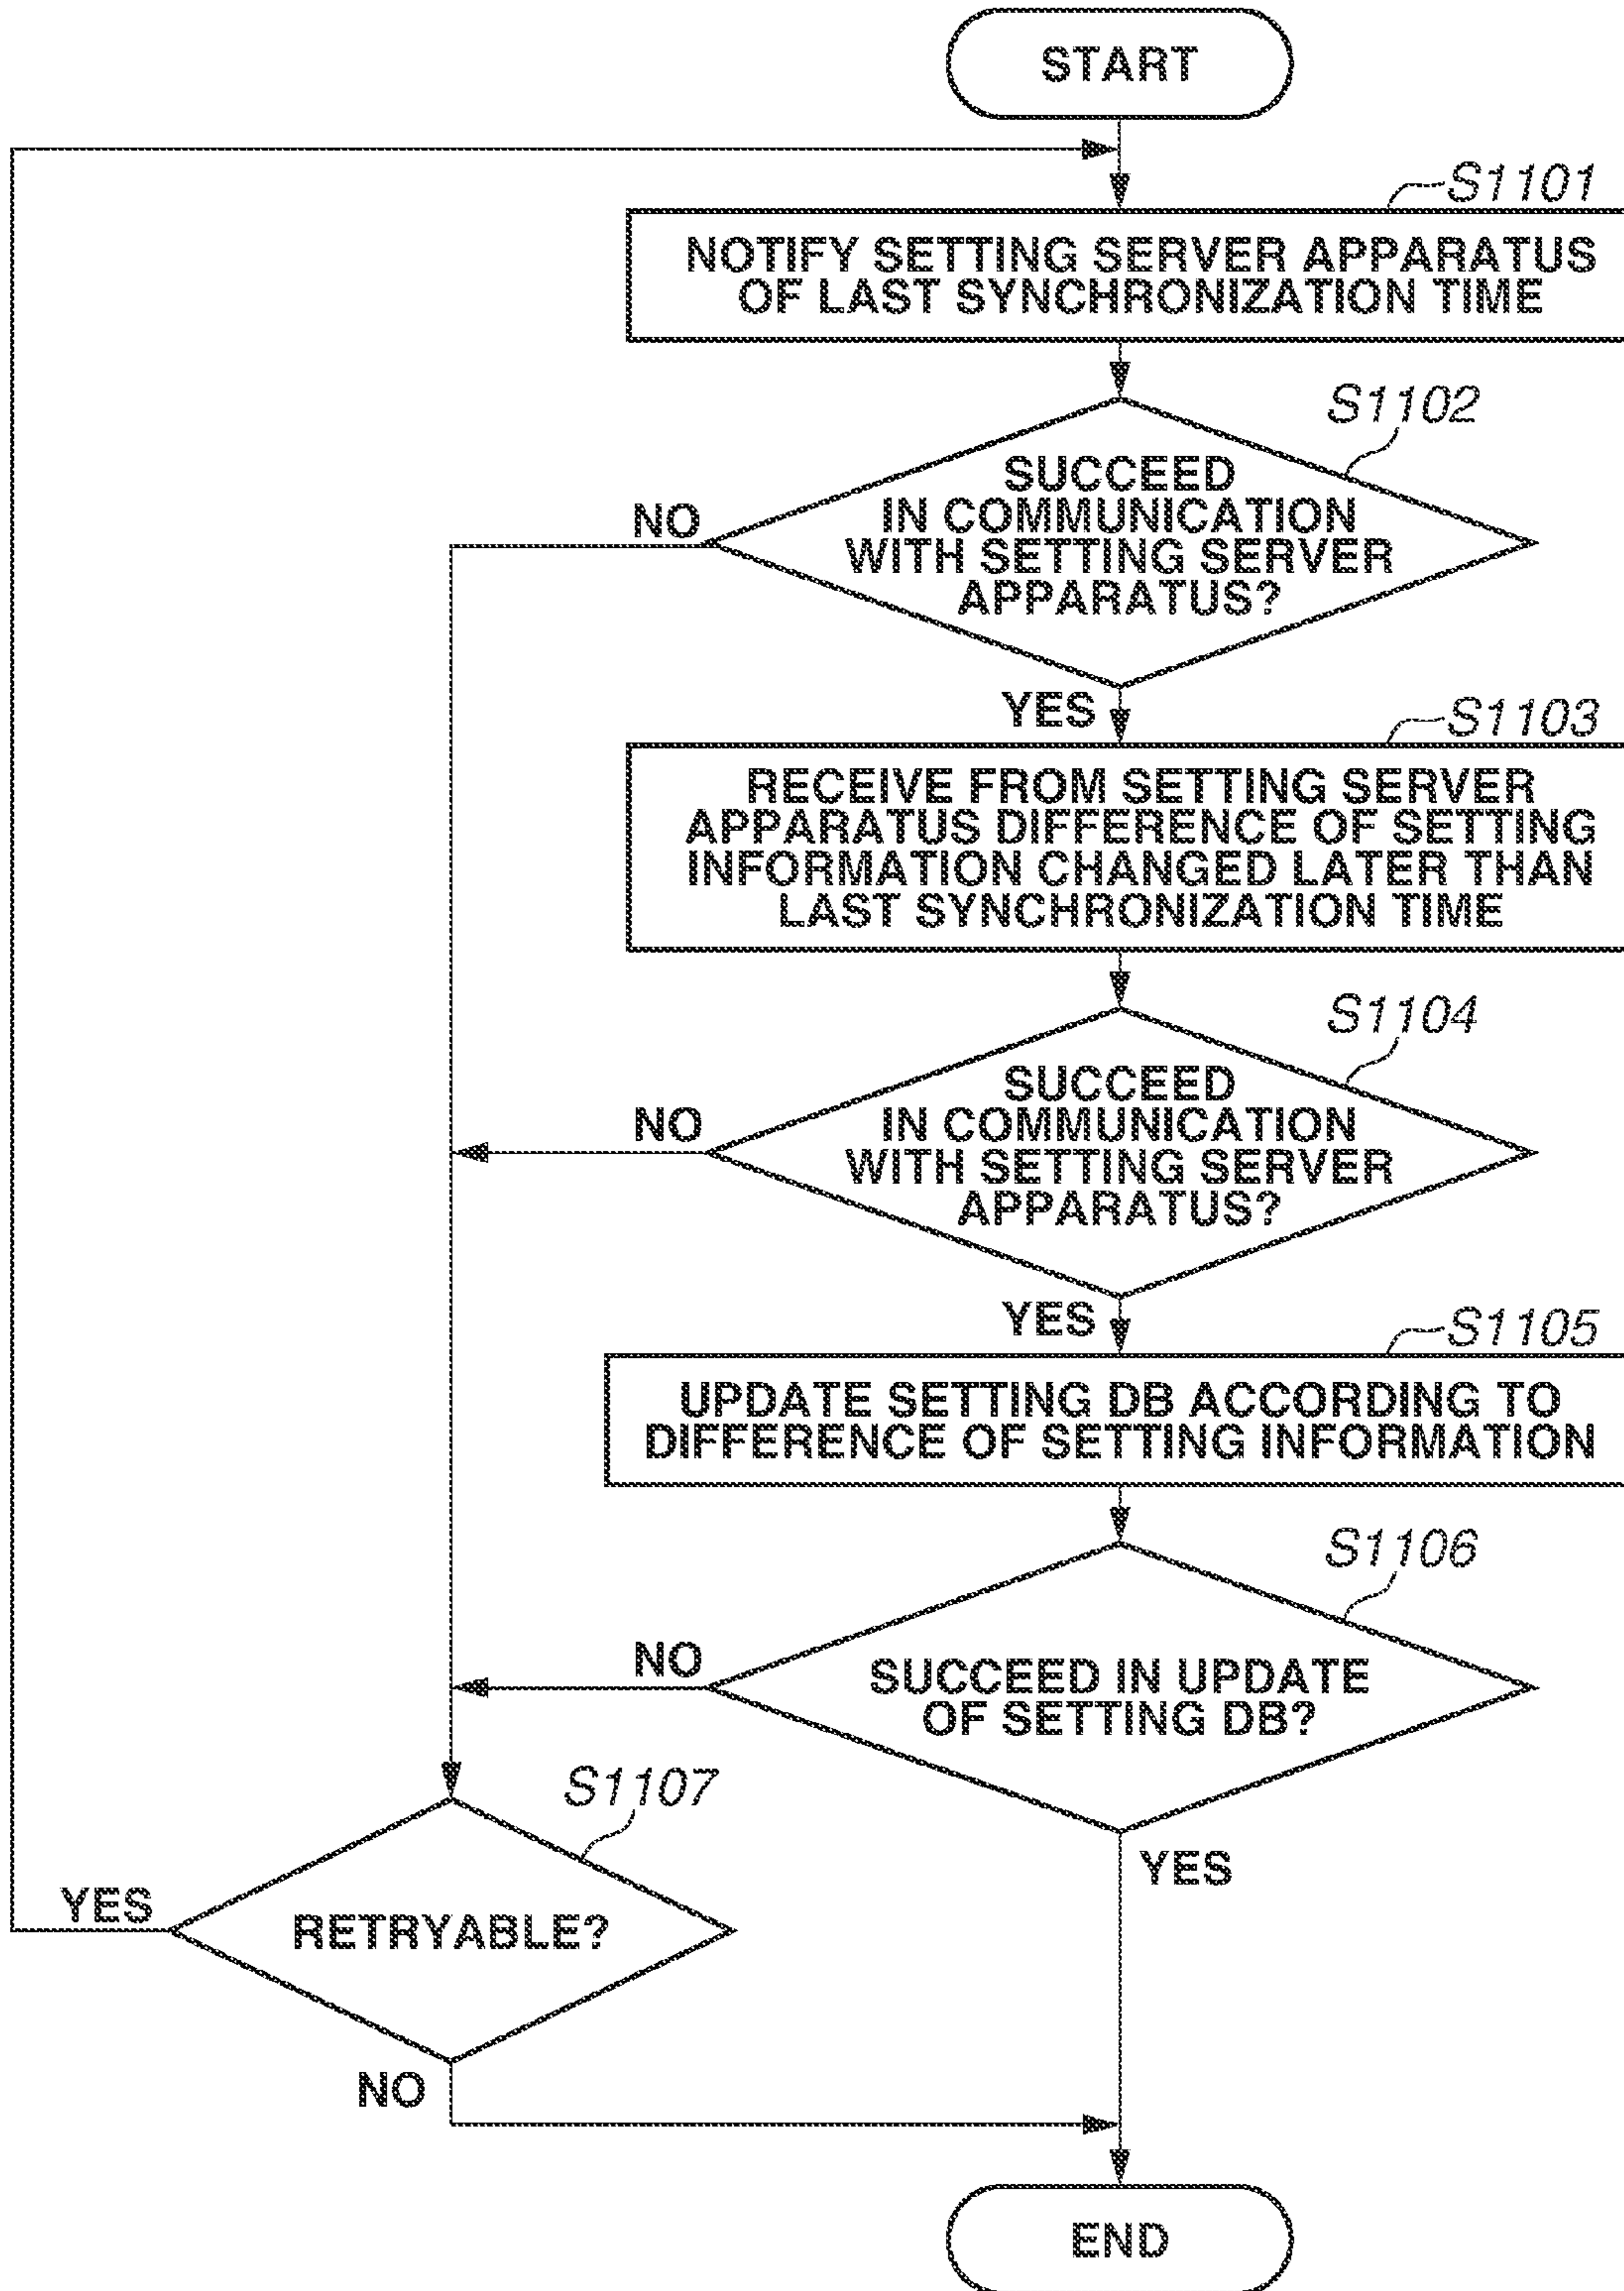 START
S1101
NOTIFY SETTING SERVER APPARATUS
OF LAST SYNCHRONIZATION TIME
S1102
SUCCEED
IN COMMUNICATION
WITH SETTING SERVER
APPARATUS?
NO
YES
S1103
RECEIVE FROM SETTING SERVER
APPARATUS DIFFERENCE OF SETTING
INFORMATION CHANGED LATER THAN
LAST SYNCHRONIZATION TIME
S1104
SUCCEED
IN COMMUNICATION
WITH SETTING SERVER
APPARATUS?
NO
YES
S1105
UPDATE SETTING DB ACCORDING TO
DIFFERENCE OF SETTING INFORMATION
S1106
SUCCEED IN UPDATE
OF SETTING DB?
NO
YES
S1107
RETRYABLE?
YES
NO
END